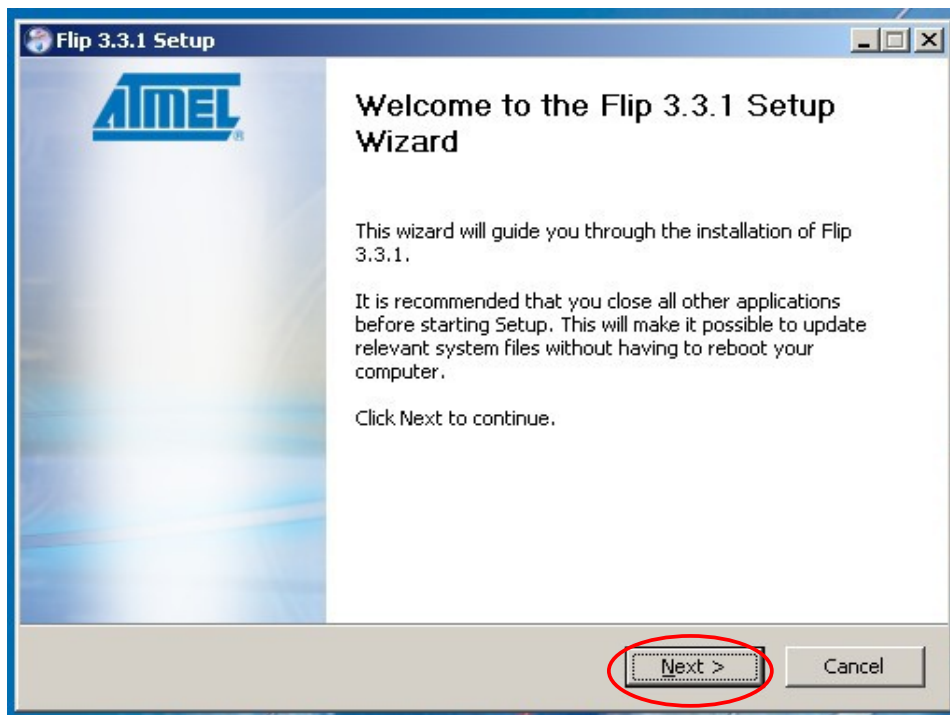 Flip 3.3.1 Setup
ATMEL
®
Welcome to the Flip 3.3.1 Setup
Wizard
This wizard will guide you through the installation of Flip
3.3.1.
It is recommended that you close all other applications
before starting Setup. This will make it possible to update
relevant system files without having to reboot your
computer.
Click Next to continue.
Next >
Cancel